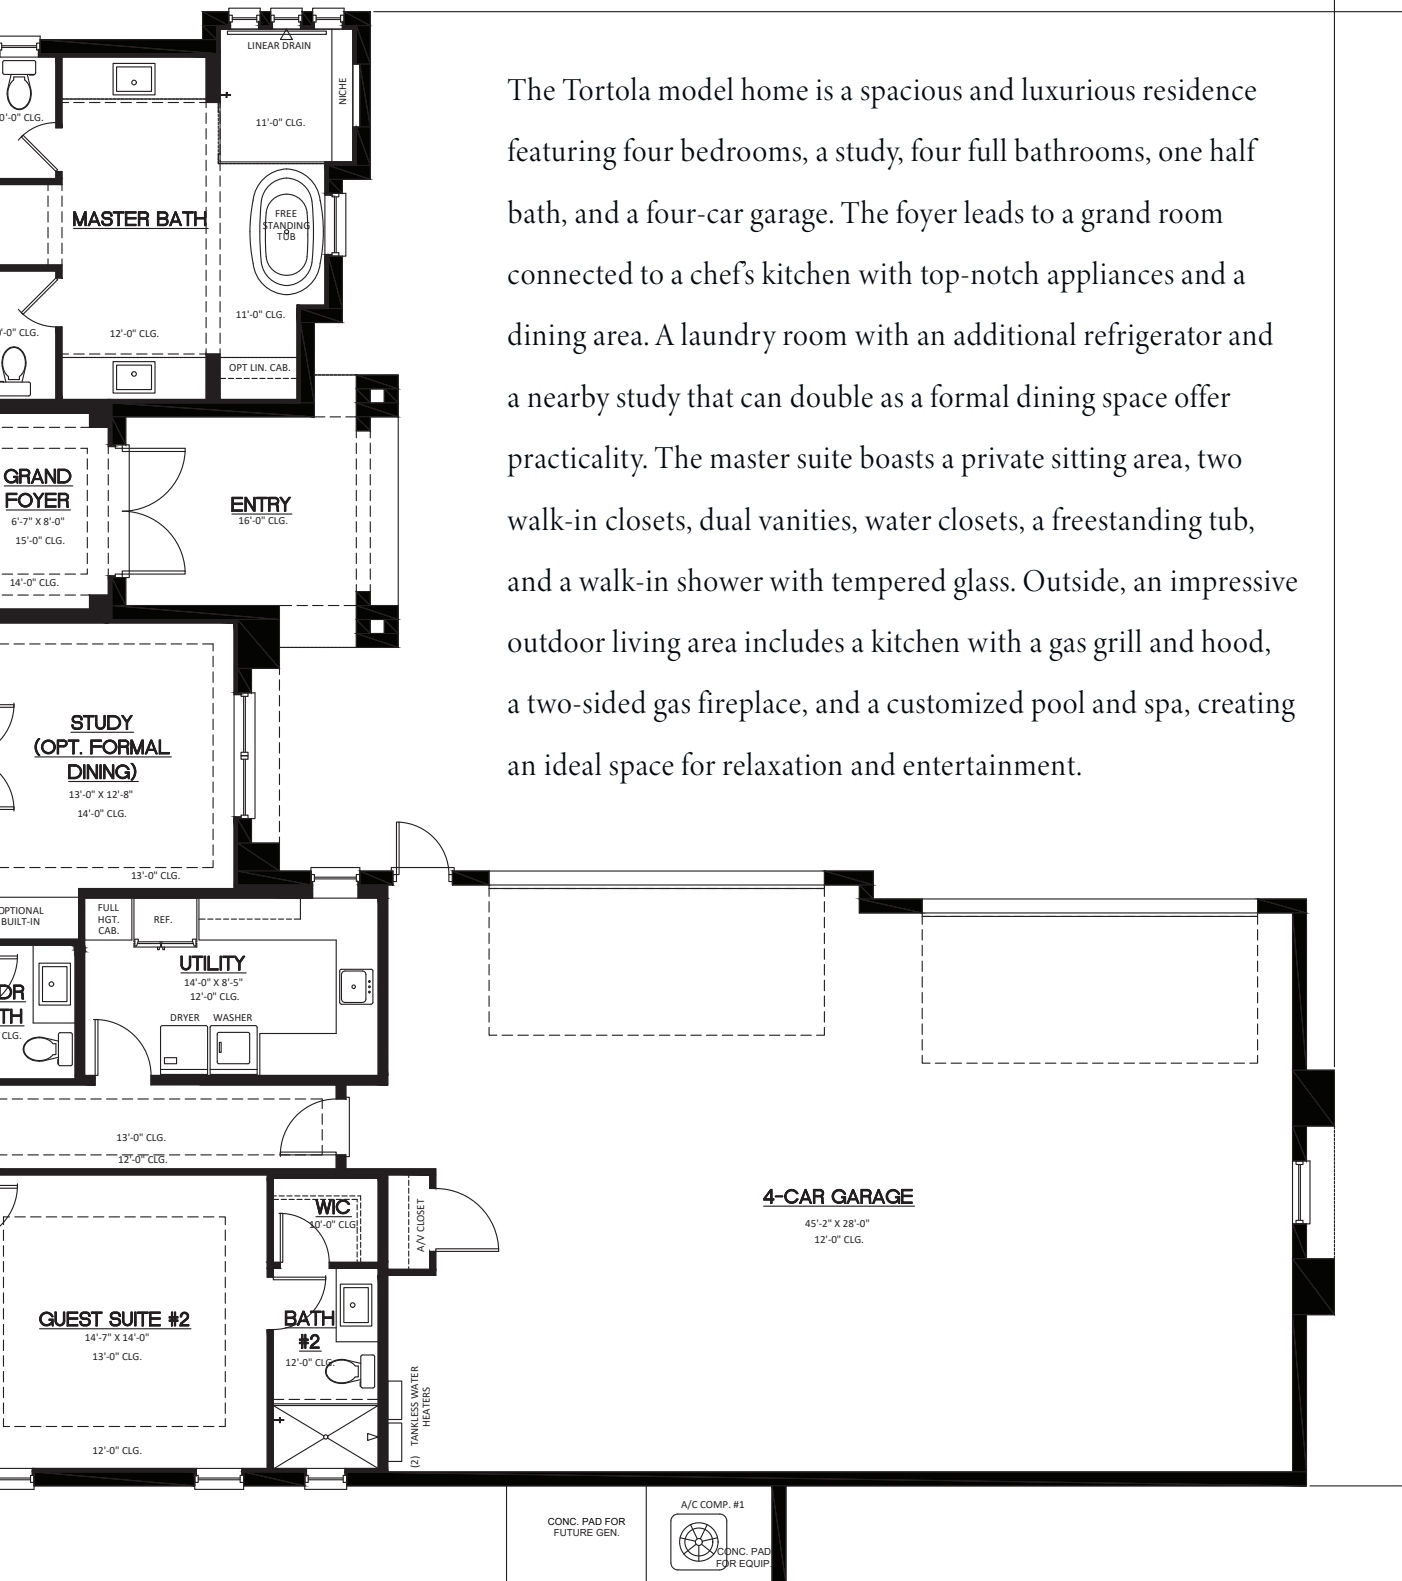 LINEAR DRAIN
NICHE
11'-0" CLG.
0'-0" CLG.
MASTER BATH
FREE
STANDING
TUB
11'-0" CLG.
'-0" CLG.
12'-0" CLG.
OPT LIN. CAB.
The Tortola model home is a spacious and luxurious residence
featuring four bedrooms, a study, four full bathrooms, one half
bath, and a four-car garage. The foyer leads to a grand room
connected to a chef's kitchen with top-notch appliances and a
dining area. A laundry room with an additional refrigerator and
a nearby study that can double as a formal dining space offer
practicality. The master suite boasts a private sitting area, two
walk-in closets, dual vanities, water closets, a freestanding tub,
and a walk-in shower with tempered glass. Outside, an impressive
outdoor living area includes a kitchen with a gas grill and hood,
a two-sided gas fireplace, and a customized pool and spa, creating
an ideal space for relaxation and entertainment.
GRAND
FOYER
6'-7" X 8'-0"
15'-0" CLG.
14'-0" CLG.
ENTRY
16'-0" CLG.
STUDY
(OPT. FORMAL
DINING)
13'-0" X 12'-8"
14'-0" CLG.
13'-0" CLG.
OPTIONAL
BUILT-IN
FULL
HGT.
CAB.
REF.
UTILITY
14'-0" X 8'-5"
12'-0" CLG.
DRYER WASHER
DR
TH
CLG.
13'-0" CLG.
12'-0" CLG.
WIC
10'-0" CLG.
A/V CLOSET
4-CAR GARAGE
45'-2" X 28'-0"
12'-0" CLG.
GUEST SUITE #2
14'-7" X 14'-0"
13'-0" CLG.
12'-0" CLG.
BATH
#2
12'-0" CLG.
(2) TANKLESS WATER
HEATERS
CONC. PAD FOR
FUTURE GEN.
A/C COMP. #1
CONC. PAD
FOR EQUIP.